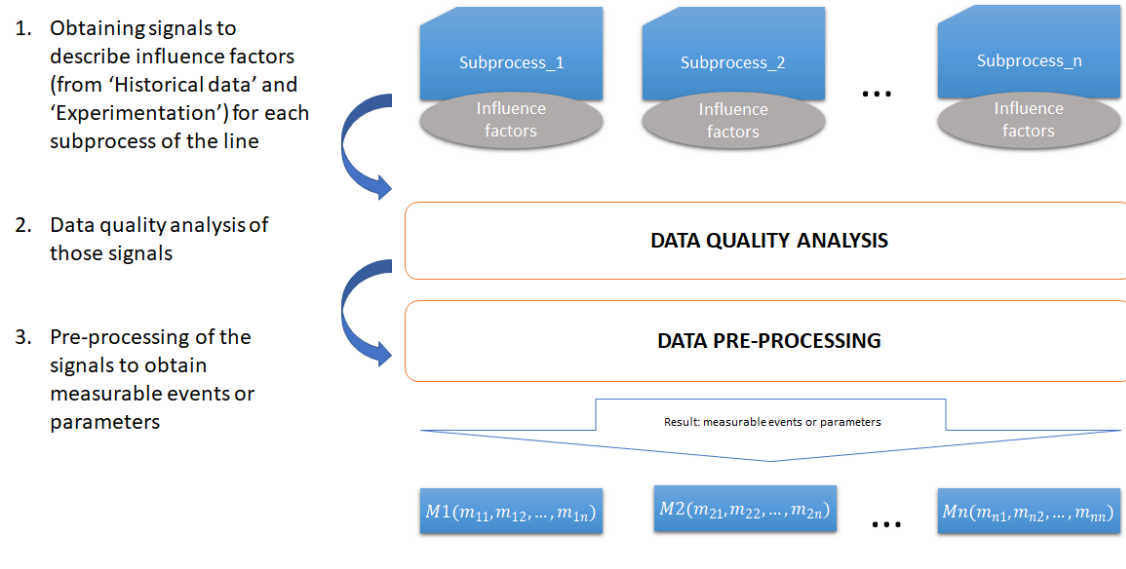 1. Obtaining signals to
describe influence factors
(from ‘Historical data’ and
‘Experimentation’) for each
subprocess of the line
Subprocess_1
Influence
factors
Subprocess_2
Influence
factors
...
Subprocess_n
Influence
factors
2. Data quality analysis of
those signals
DATA QUALITY ANALYSIS
3. Pre-processing of the
signals to obtain
measurable events or
parameters
DATA PRE-PROCESSING
Result: measurable events or parameters
M1(m₁₁,m₁₂,...,m₁ₙ)
M2(m₂₁,m₂₂,...,m₂ₙ)
...
Mn(mₙ₁,mₙ₂,...,mₙₙ)